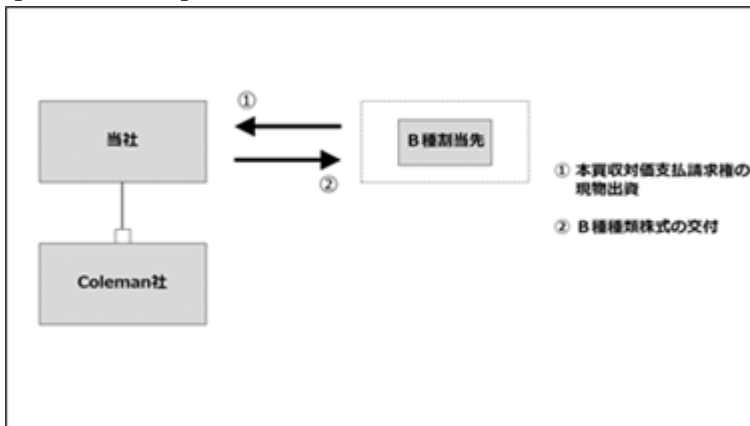 ①
当社
B種割当先
②
① 本買収対価支払請求権の
現物出資
② B種種類株式の交付
Coleman社